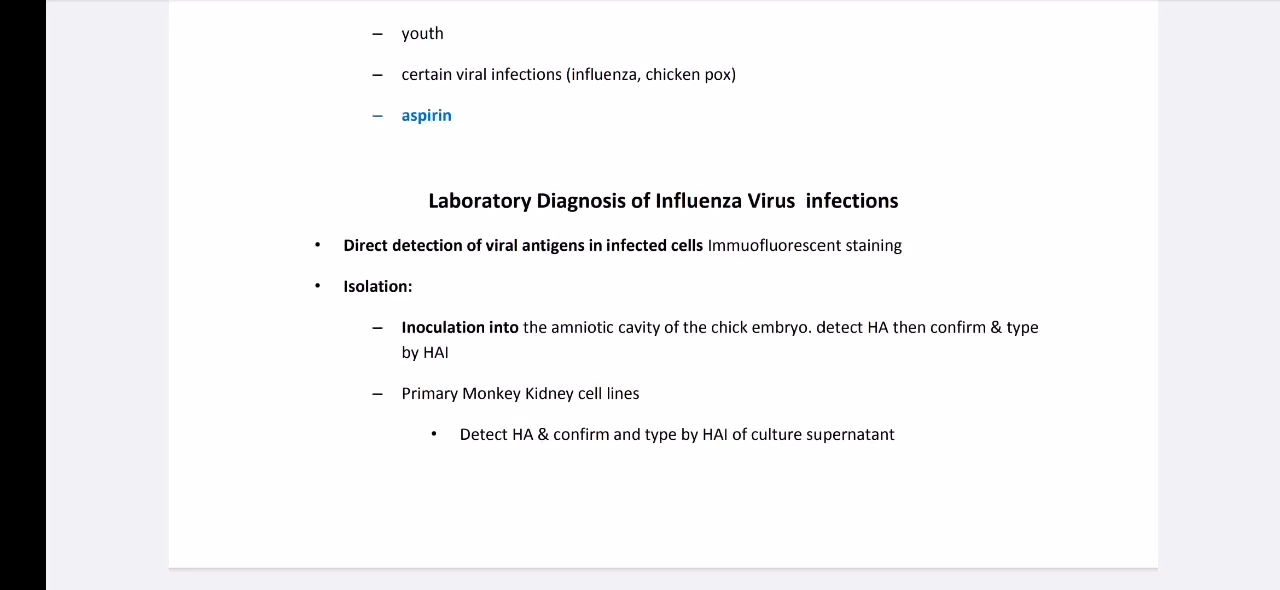 – youth
– certain viral infections (influenza, chicken pox)
– aspirin
Laboratory Diagnosis of Influenza Virus infections
• Direct detection of viral antigens in infected cells Immuofluorescent staining
• Isolation:
– Inoculation into the amniotic cavity of the chick embryo. detect HA then confirm & type
by HAI
– Primary Monkey Kidney cell lines
• Detect HA & confirm and type by HAI of culture supernatant